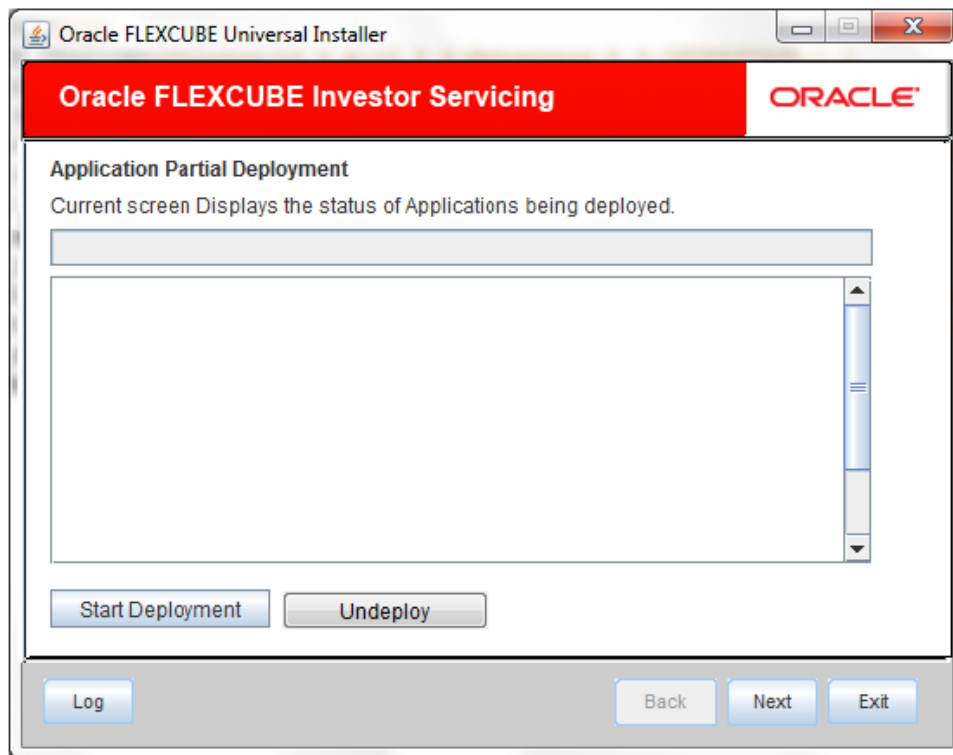 Oracle FLEXCUBE Universal Installer
Oracle FLEXCUBE Investor Servicing
ORACLE
Application Partial Deployment
Current screen Displays the status of Applications being deployed.
Start Deployment Undeploy
Log Back Next Exit